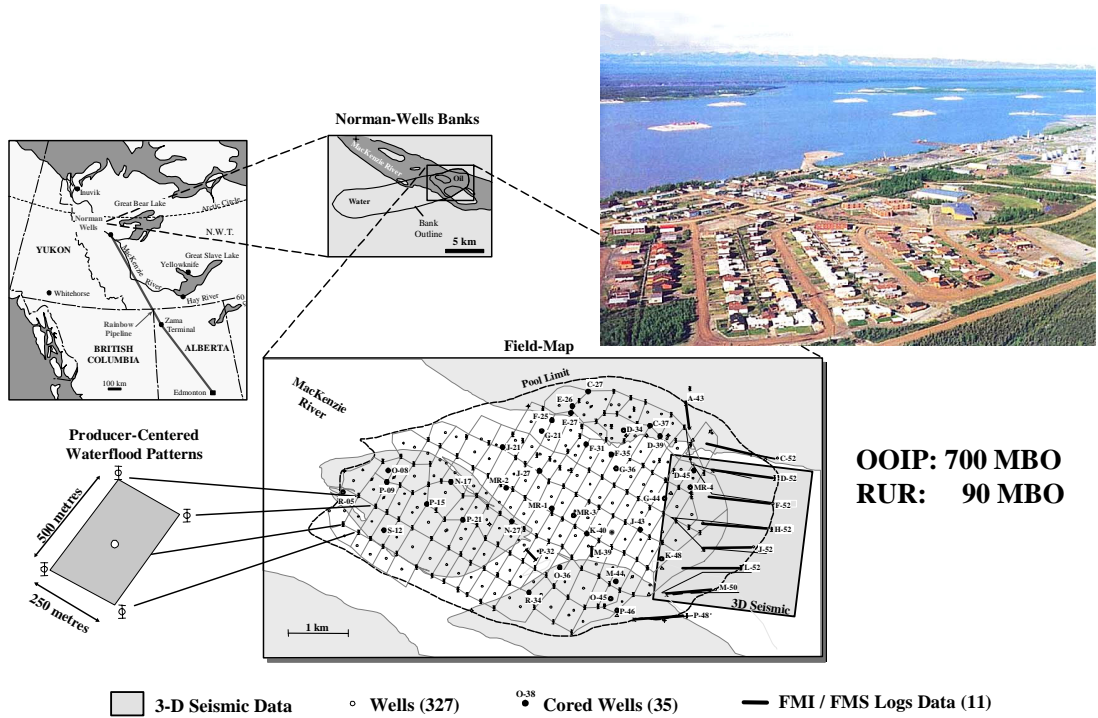 Norman-Wells Banks
MacKenzie River
Oil
Water
Bank
Outline
5 km
Inuvik
Great Bear Lake
Arctic Circle
Norman
Wells
N.W.T.
YUKON
MacKenzie River
Great Slave Lake
Yellowknife
Whitehorse
Hay River
60
Rainbow
Pipeline
Zama
Terminal
BRITISH
COLUMBIA
ALBERTA
100 km
Edmonton
Field-Map
MacKenzie
River
Pool Limit
C-27
A-43
E-26
F-25
E-27
C-37
G-21
D-34
D-39
J-21
F-31
F-35
C-52
O-08
J-27
G-36
D-45
D-52
P-09
N-17
MR-2
MR-4
R-05
P-15
MR-1
MR-3
G-44
F-52
P-21
N-27
J-43
S-12
K-40
H-52
P-32
M-39
K-48
J-52
O-36
M-44
L-52
R-34
O-45
M-50
P-46
3D Seismic
P-48
1 km
Producer-Centered
Waterflood Patterns
500 metres
250 metres
OOIP: 700 MBO
RUR: 90 MBO
3-D Seismic Data
Wells (327)
O-38
Cored Wells (35)
FMI / FMS Logs Data (11)